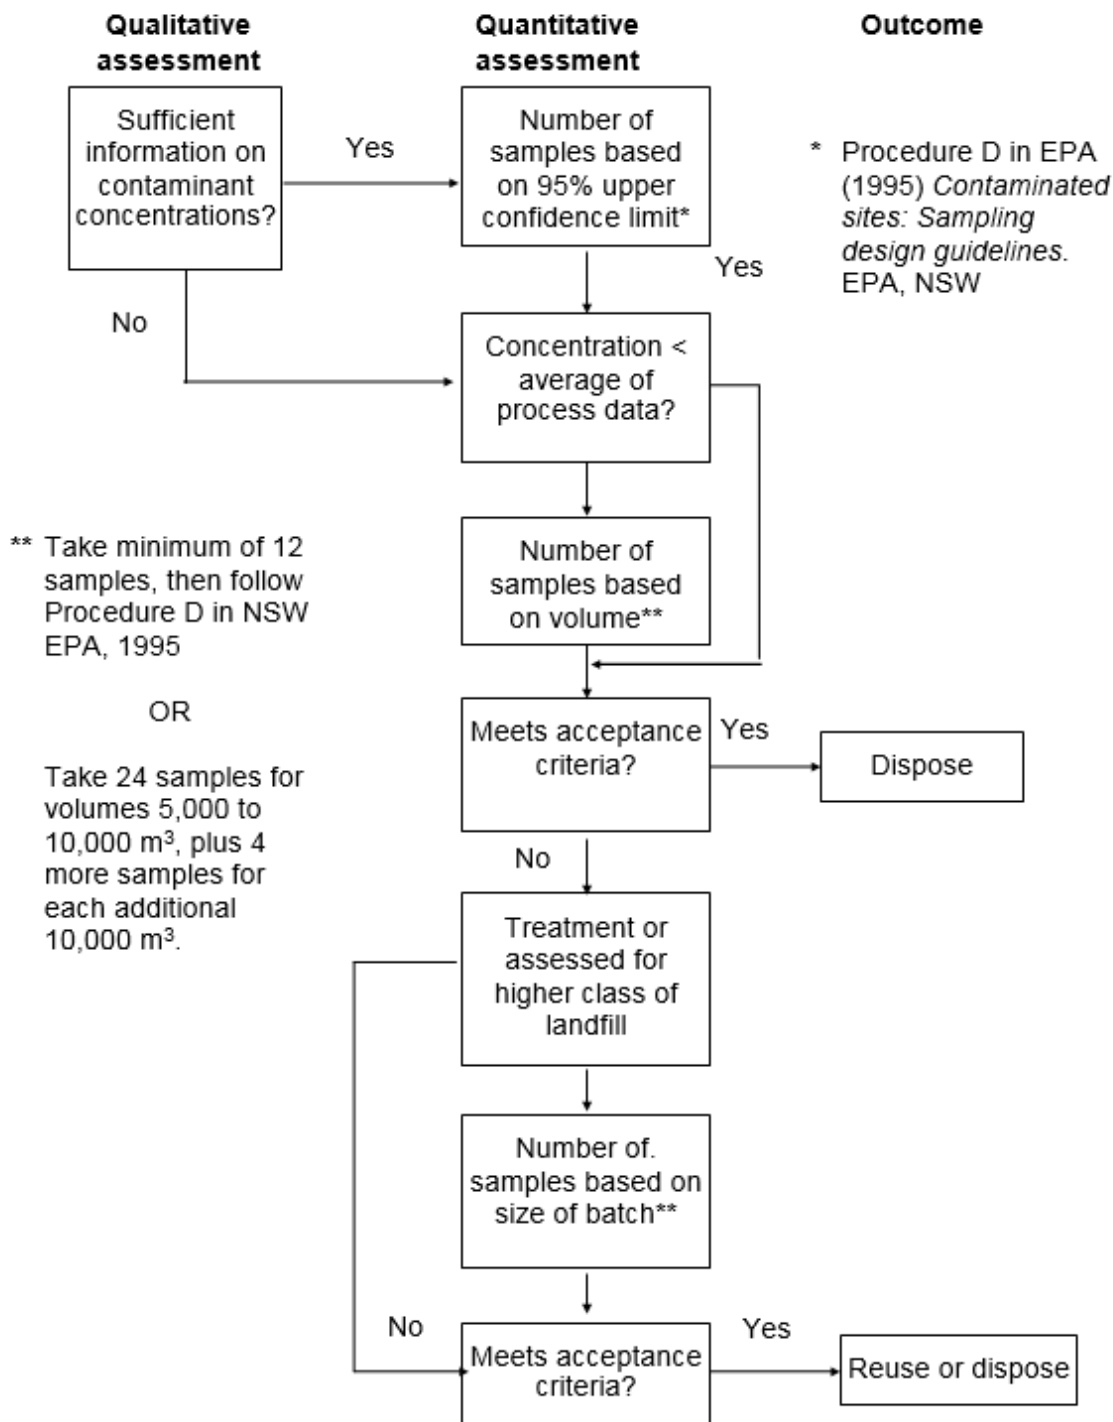 Qualitative
assessment
Quantitative
assessment
Outcome
Sufficient
information on
contaminant
concentrations?
Yes
Number of
samples based
on 95% upper
confidence limit*
* Procedure D in EPA
(1995) Contaminated
sites: Sampling
design guidelines.
EPA, NSW
Yes
No
Concentration <
average of
process data?
** Take minimum of 12
samples, then follow
Procedure D in NSW
EPA, 1995
OR
Take 24 samples for
volumes 5,000 to
10,000 m³, plus 4
more samples for
each additional
10,000 m³.
Number of
samples based
on volume**
Meets acceptance
criteria?
Yes
Dispose
No
Treatment or
assessed for
higher class of
landfill
Number of.
samples based on
size of batch**
No
Meets acceptance
criteria?
Yes
Reuse or dispose